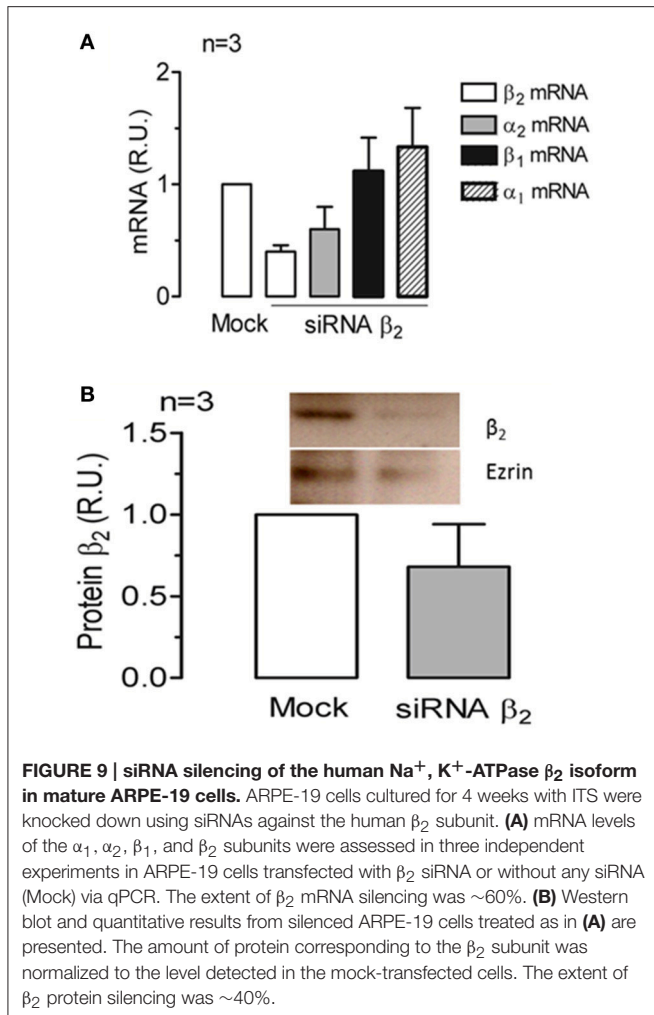 A
n=3
2
1
0
mRNA (R.U.)
β₂ mRNA
α₂ mRNA
β₁ mRNA
α₁ mRNA
Mock
siRNA β₂
B
n=3
1.5
1.0
0.5
0.0
Protein β₂ (R.U.)
β₂
Ezrin
Mock
siRNA β₂
FIGURE 9 | siRNA silencing of the human Na⁺, K⁺-ATPase β₂ isoform
in mature ARPE-19 cells. ARPE-19 cells cultured for 4 weeks with ITS were
knocked down using siRNAs against the human β₂ subunit. (A) mRNA levels
of the α₁, α₂, β₁, and β₂ subunits were assessed in three independent
experiments in ARPE-19 cells transfected with β₂ siRNA or without any siRNA
(Mock) via qPCR. The extent of β₂ mRNA silencing was ~60%. (B) Western
blot and quantitative results from silenced ARPE-19 cells treated as in (A) are
presented. The amount of protein corresponding to the β₂ subunit was
normalized to the level detected in the mock-transfected cells. The extent of
β₂ protein silencing was ~40%.